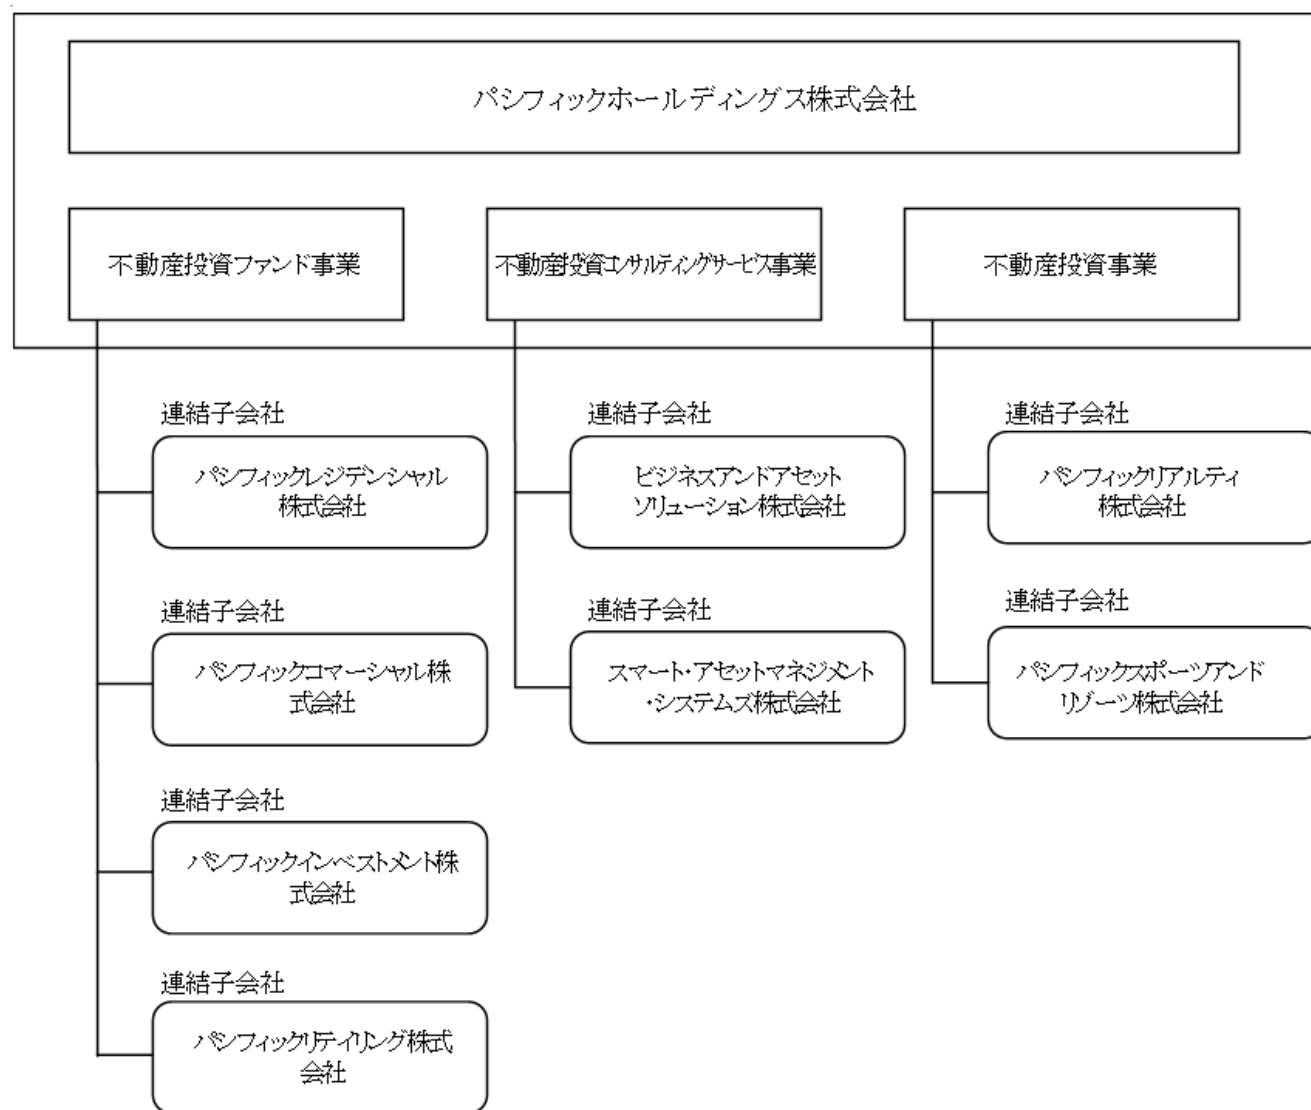 パシフィックホールディングス株式会社
不動産投資ファンド事業
不動産投資コンサルティングサービス事業
不動産投資事業
連結子会社
パシフィックレジデンシャル
株式会社
連結子会社
パシフィックコマーシャル株
式会社
連結子会社
パシフィックインベストメント株
式会社
連結子会社
パシフィックリテイリング株式
会社
連結子会社
ビジネスアンドアセット
ソリューション株式会社
連結子会社
スマート・アセットマネジメント
・システムズ株式会社
連結子会社
パシフィックリアルティ
株式会社
連結子会社
パシフィックスポーツアンド
リゾーツ株式会社